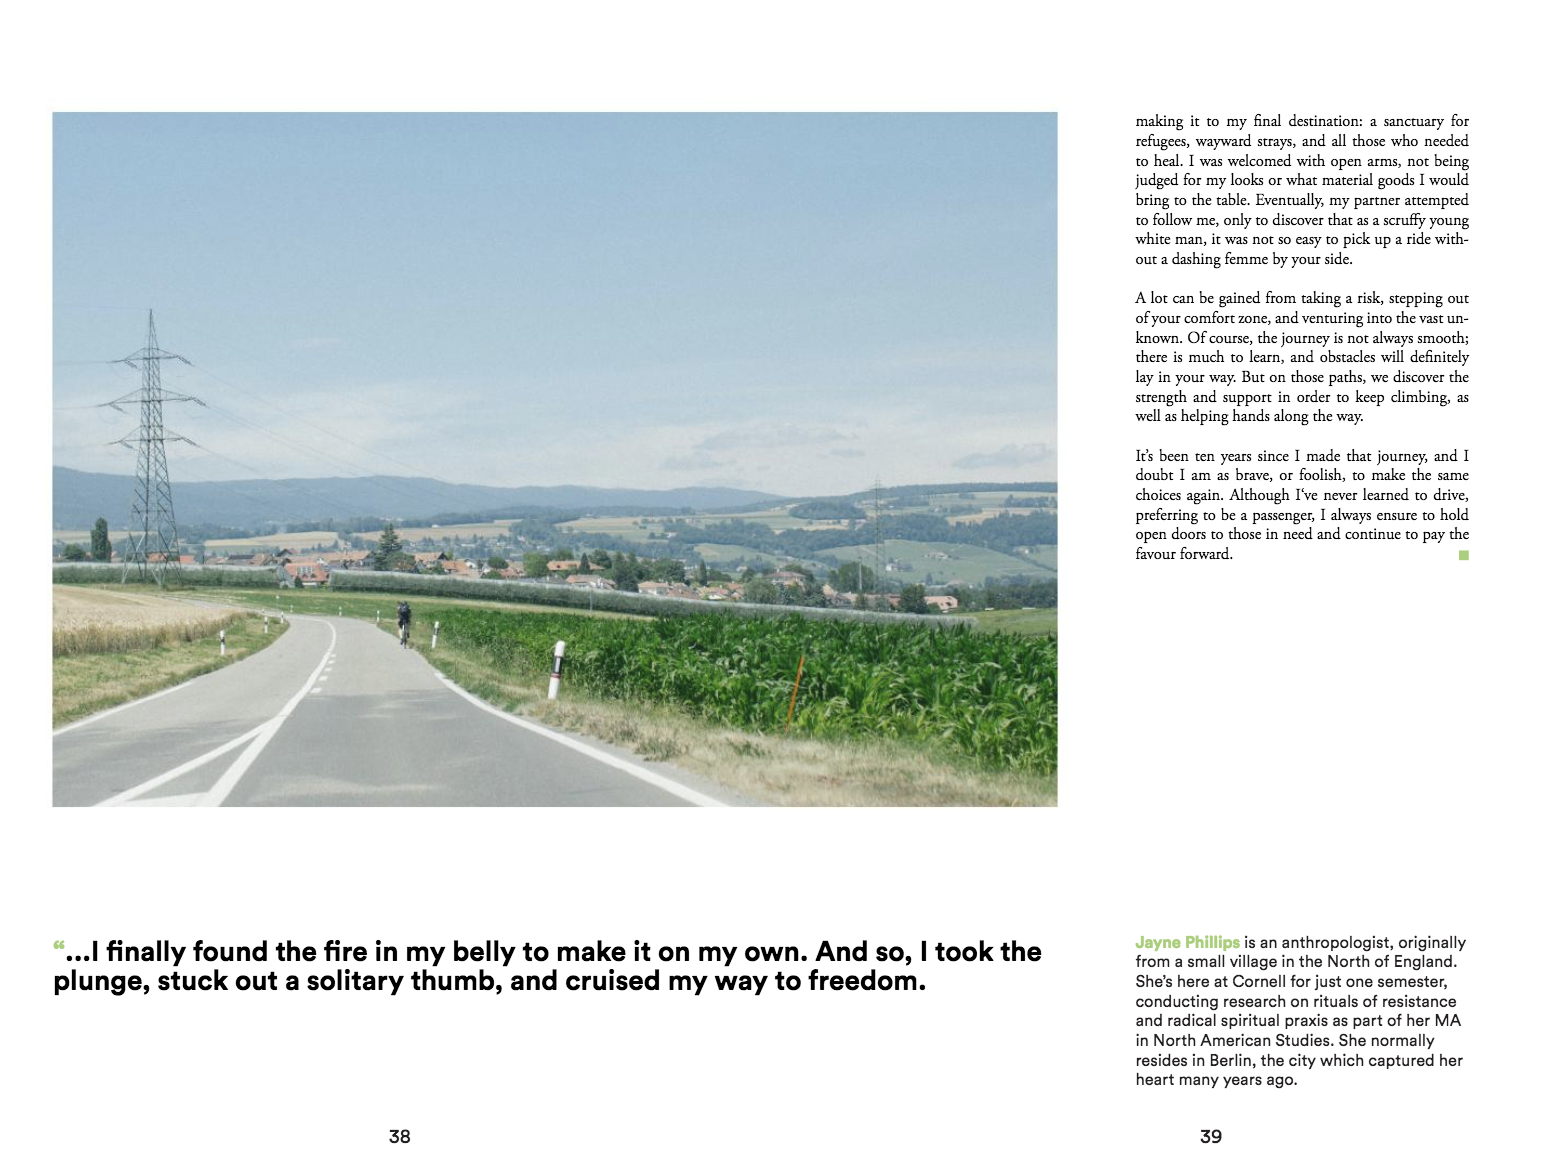 making it to my final destination: a sanctuary for
refugees, wayward strays, and all those who needed
to heal. I was welcomed with open arms, not being
judged for my looks or what material goods I would
bring to the table. Eventually, my partner attempted
to follow me, only to discover that as a scruffy young
white man, it was not so easy to pick up a ride with-
out a dashing femme by your side.
A lot can be gained from taking a risk, stepping out
of your comfort zone, and venturing into the vast un-
known. Of course, the journey is not always smooth;
there is much to learn, and obstacles will definitely
lay in your way. But on those paths, we discover the
strength and support in order to keep climbing, as
well as helping hands along the way.
It’s been ten years since I made that journey, and I
doubt I am as brave, or foolish, to make the same
choices again. Although I‘ve never learned to drive,
preferring to be a passenger, I always ensure to hold
open doors to those in need and continue to pay the
favour forward.
“...I finally found the fire in my belly to make it on my own. And so, I took the
plunge, stuck out a solitary thumb, and cruised my way to freedom.
Jayne Phillips is an anthropologist, originally
from a small village in the North of England.
She’s here at Cornell for just one semester,
conducting research on rituals of resistance
and radical spiritual praxis as part of her MA
in North American Studies. She normally
resides in Berlin, the city which captured her
heart many years ago.
38
39